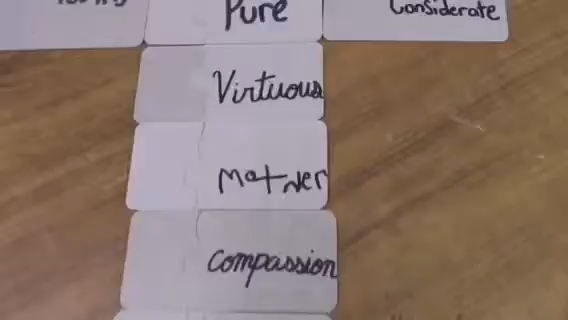 Pure
Considerate
Virtuous
Mother
Compassion